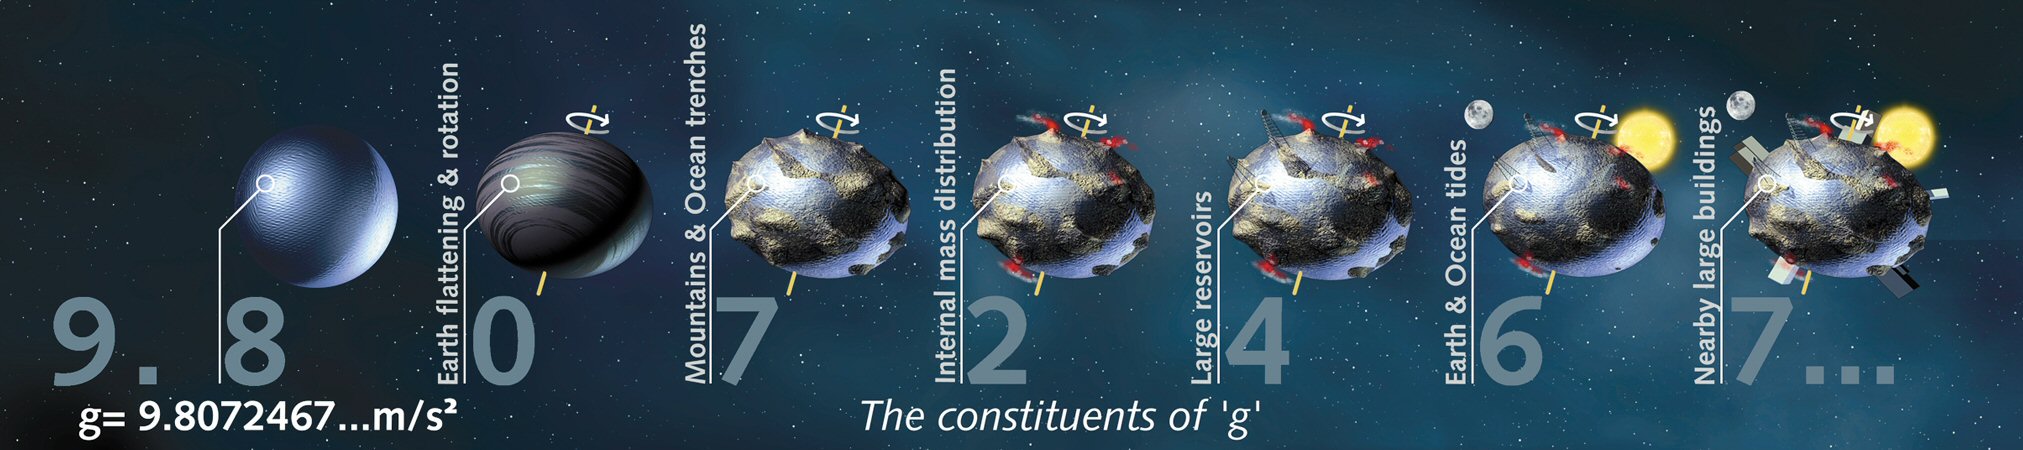 Earth flattening & rotation
Mountains & Ocean trenches
Internal mass distribution
Large reservoirs
Earth & Ocean tides
Nearby large buildings
9. 8 0 7 2 4 6 7...
g= 9.8072467...m/s²
The constituents of 'g'